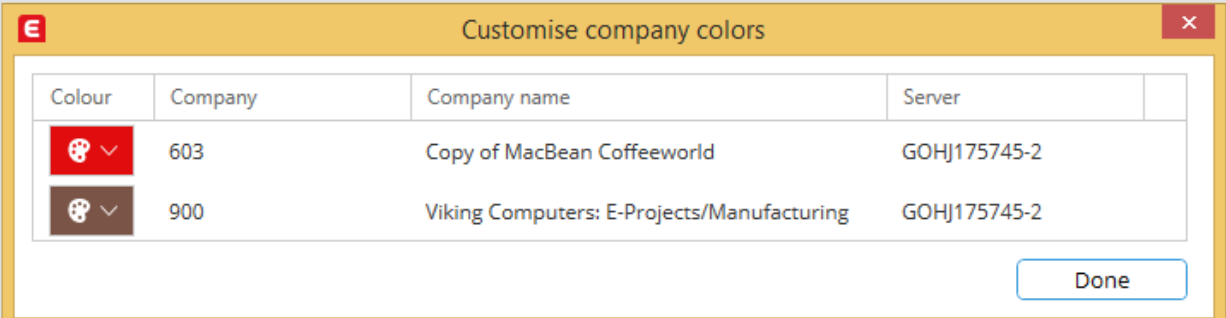 E
Customise company colors
×
Colour Company Company name Server
603 Copy of MacBean Coffeeworld GOHJ175745-2
900 Viking Computers: E-Projects/Manufacturing GOHJ175745-2
Done